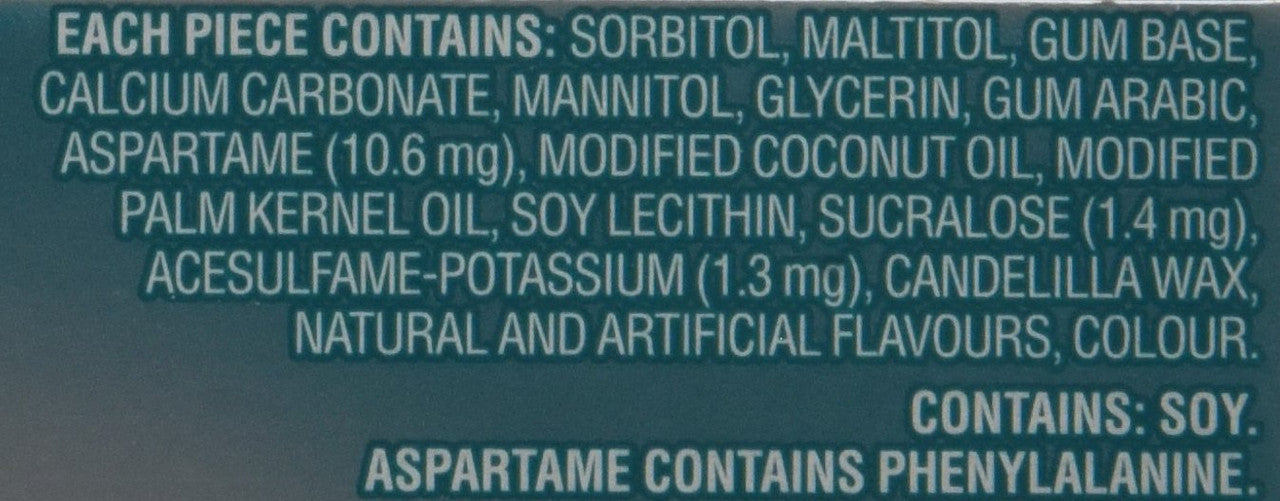 EACH PIECE CONTAINS: SORBITOL, MALTITOL, GUM BASE,
CALCIUM CARBONATE, MANNITOL, GLYCERIN, GUM ARABIC,
ASPARTAME (10.6 mg), MODIFIED COCONUT OIL, MODIFIED
PALM KERNEL OIL, SOY LECITHIN, SUCRALOSE (1.4 mg),
ACESULFAME-POTASSIUM (1.3 mg), CANDELILLA WAX,
NATURAL AND ARTIFICIAL FLAVOURS, COLOUR.
CONTAINS: SOY.
ASPARTAME CONTAINS PHENYLALANINE.